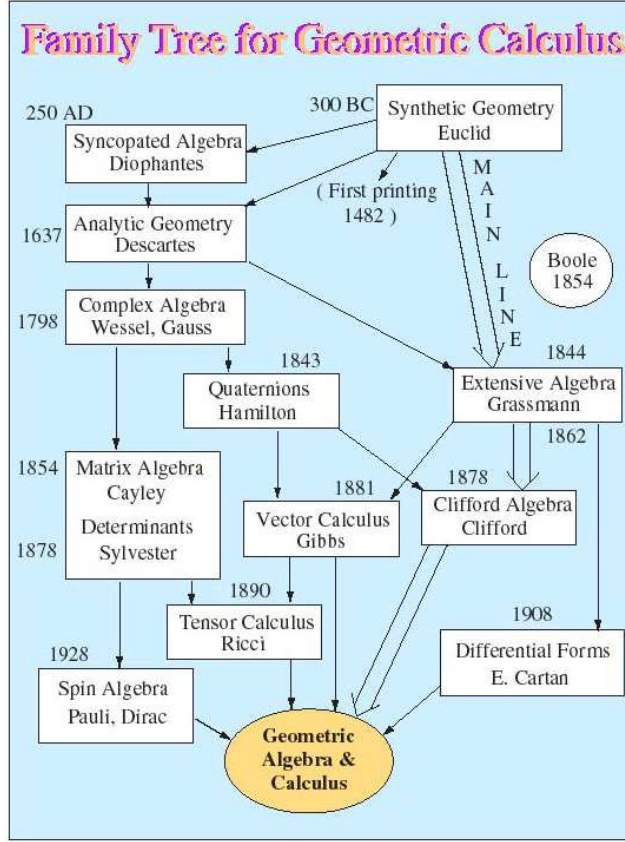 Family Tree for Geometric Calculus
300 BC
Synthetic Geometry
Euclid
250 AD
Syncopated Algebra
Diophantes
( First printing
1482 )
MAIN LINE
1637
Analytic Geometry
Descartes
Boole
1854
1798
Complex Algebra
Wessel, Gauss
1843
Quaternions
Hamilton
1844
Extensive Algebra
Grassmann
1862
1854
Matrix Algebra
Cayley
1878
Determinants
Sylvester
1881
Vector Calculus
Gibbs
1878
Clifford Algebra
Clifford
1890
Tensor Calculus
Ricci
1908
Differential Forms
E. Cartan
1928
Spin Algebra
Pauli, Dirac
Geometric
Algebra &
Calculus